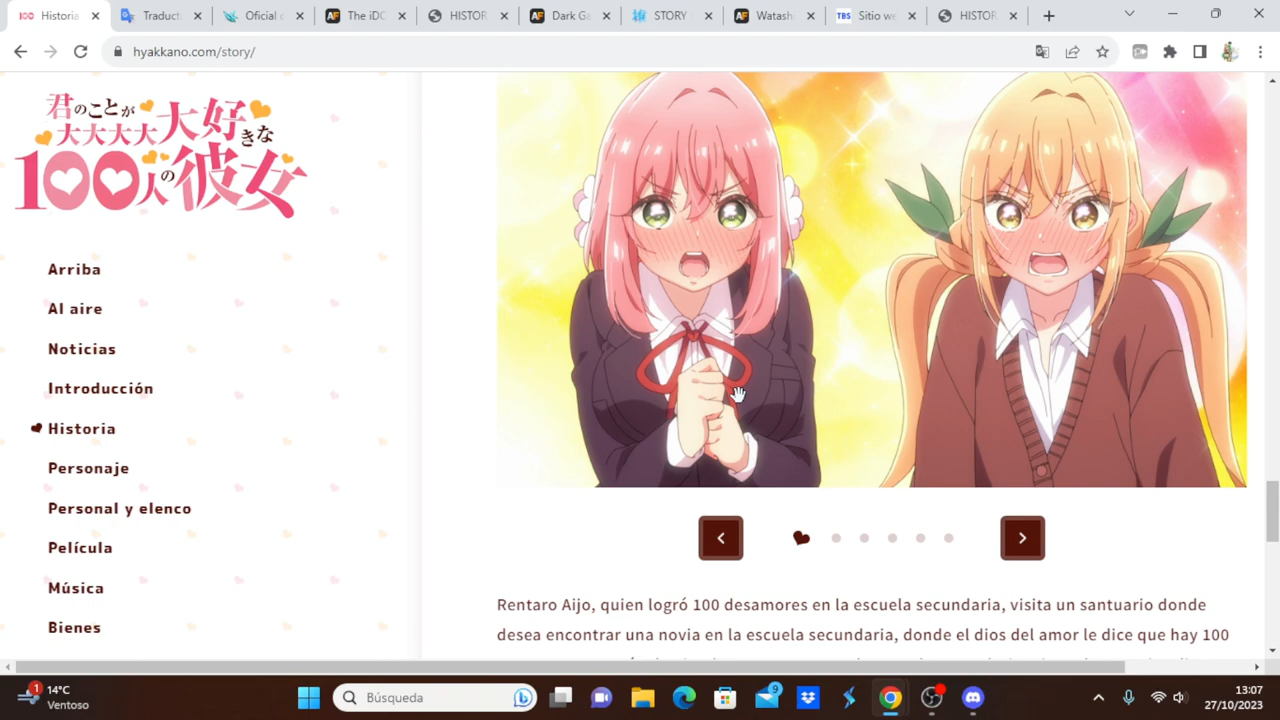 Historia
Traduct
Oficial c
The iDC
HISTOR
Dark Ga
STORY
Watash
TBS
Sitio we
HISTOR
hyakkano.com/story/
君のことが
大大大大大好きな
100人の彼女
Arriba
Al aire
Noticias
Introducción
Historia
Personaje
Personal y elenco
Película
Música
Bienes
Rentaro Aijo, quien logró 100 desamores en la escuela secundaria, visita un santuario donde
desea encontrar una novia en la escuela secundaria, donde el dios del amor le dice que hay 100
1
14°C
Ventoso
Búsqueda
9
13:07
27/10/2023